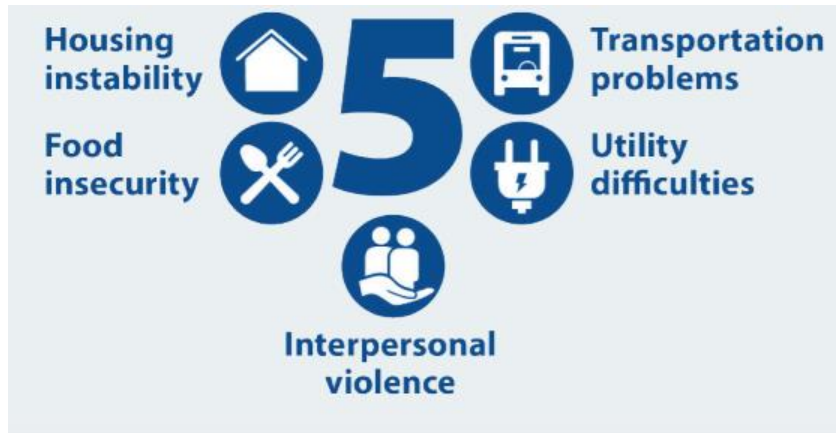 Housing
instability
5
Transportation
problems
Food
insecurity
Utility
difficulties
Interpersonal
violence